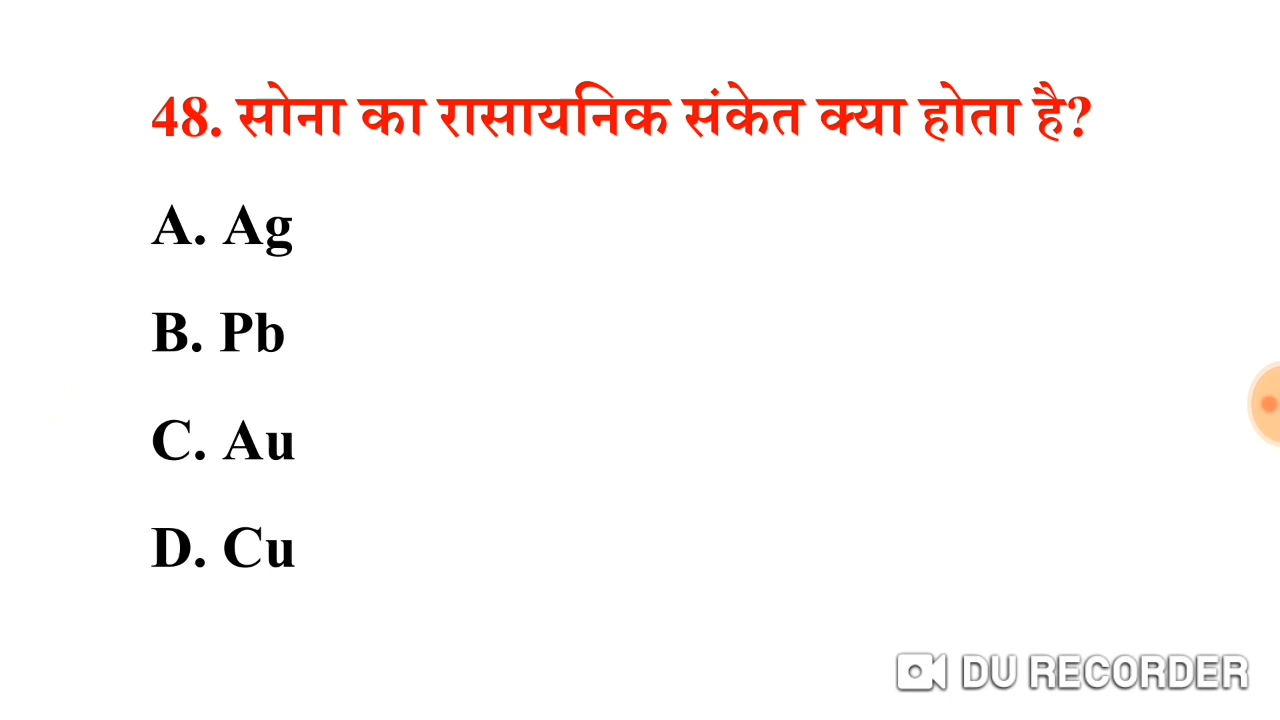 48. सोना का रासायनिक संकेत क्या होता है?
A. Ag
B. Pb
C. Au
D. Cu
DU RECORDER